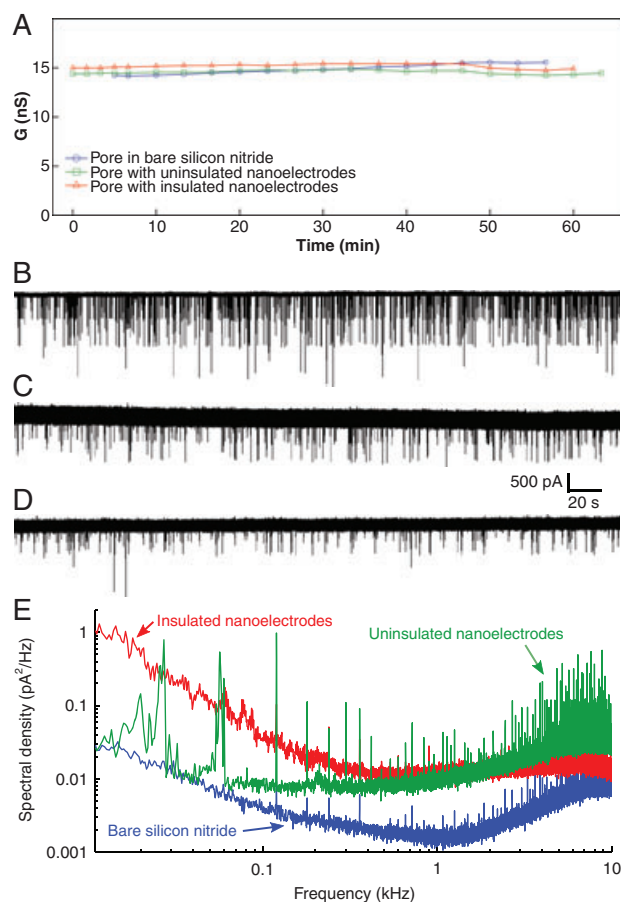 A
G (nS)
15
10
5
0
Pore in bare silicon nitride
Pore with uninsulated nanoelectrodes
Pore with insulated nanoelectrodes
0 10 20 30 40 50 60
Time (min)
B
C
500 pA
20 s
D
E
Spectral density (pA²/Hz)
1
0.1
0.01
0.001
Insulated nanoelectrodes
Uninsulated nanoelectrodes
Bare silicon nitride
0.1 1 10
Frequency (kHz)